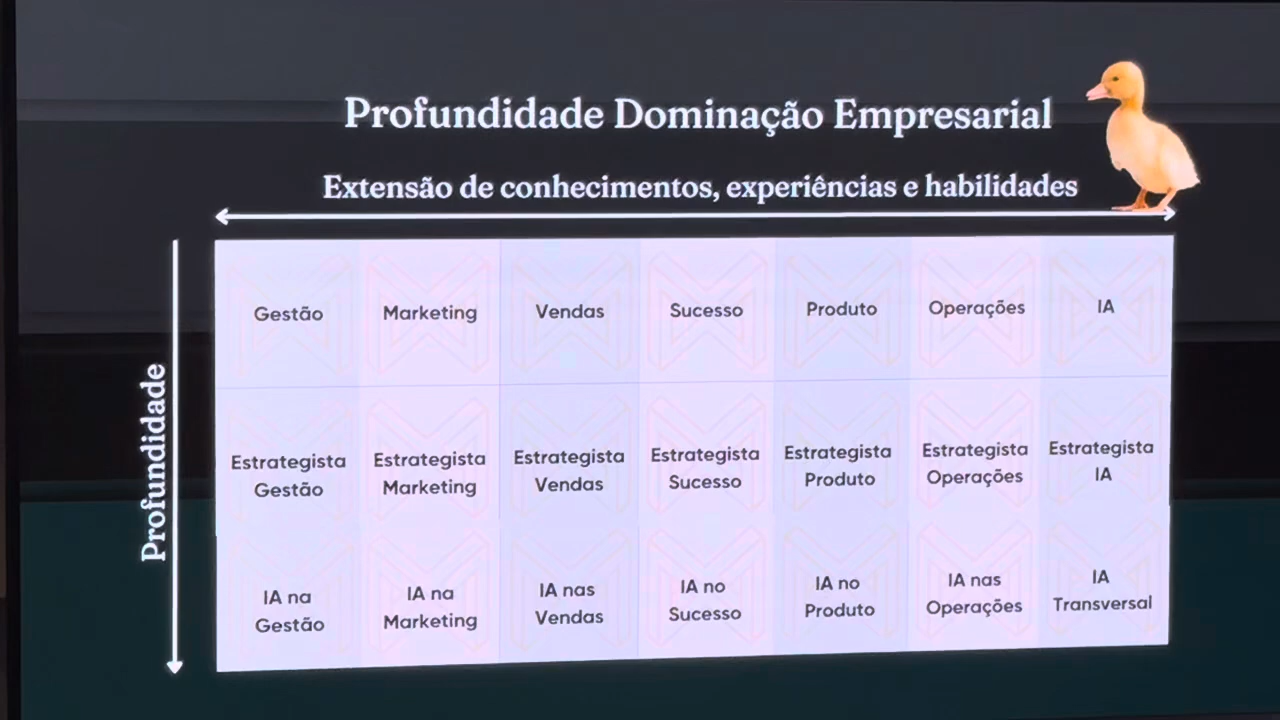 Profundidade Dominação Empresarial
Extensão de conhecimentos, experiências e habilidades
Profundidade
Gestão
Marketing
Vendas
Sucesso
Produto
Operações
IA
Estrategista
Gestão
Estrategista
Marketing
Estrategista
Vendas
Estrategista
Sucesso
Estrategista
Produto
Estrategista
Operações
Estrategista
IA
IA na
Gestão
IA na
Marketing
IA nas
Vendas
IA no
Sucesso
IA no
Produto
IA nas
Operações
IA
Transversal